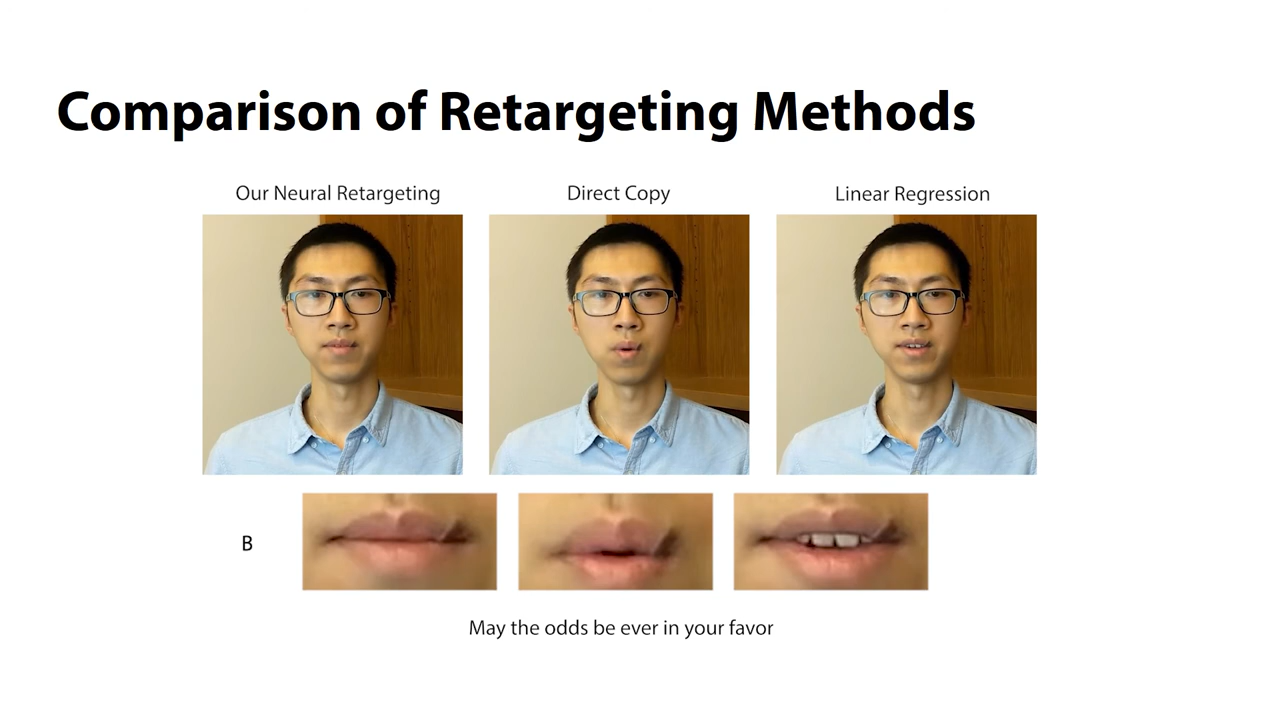 Comparison of Retargeting Methods
Our Neural Retargeting
Direct Copy
Linear Regression
B
May the odds be ever in your favor